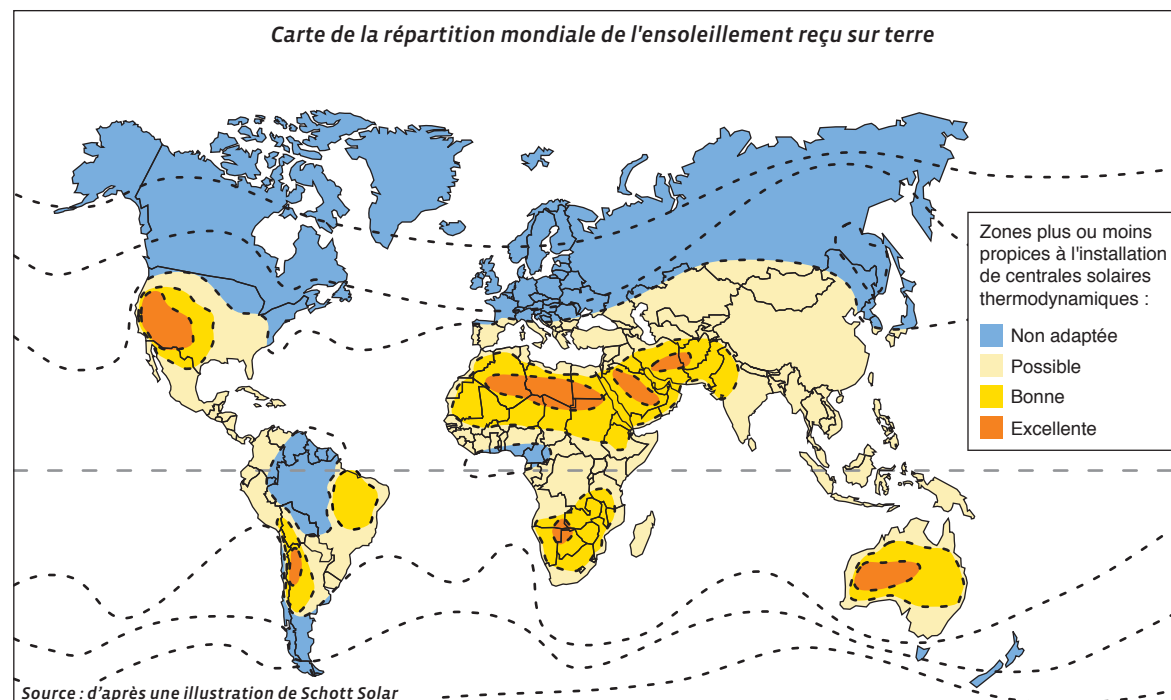 Carte de la répartition mondiale de l'ensoleillement reçu sur terre
Zones plus ou moins
propices à l'installation
de centrales solaires
thermodynamiques :
Non adaptée
Possible
Bonne
Excellente
Source : d'après une illustration de Schott Solar